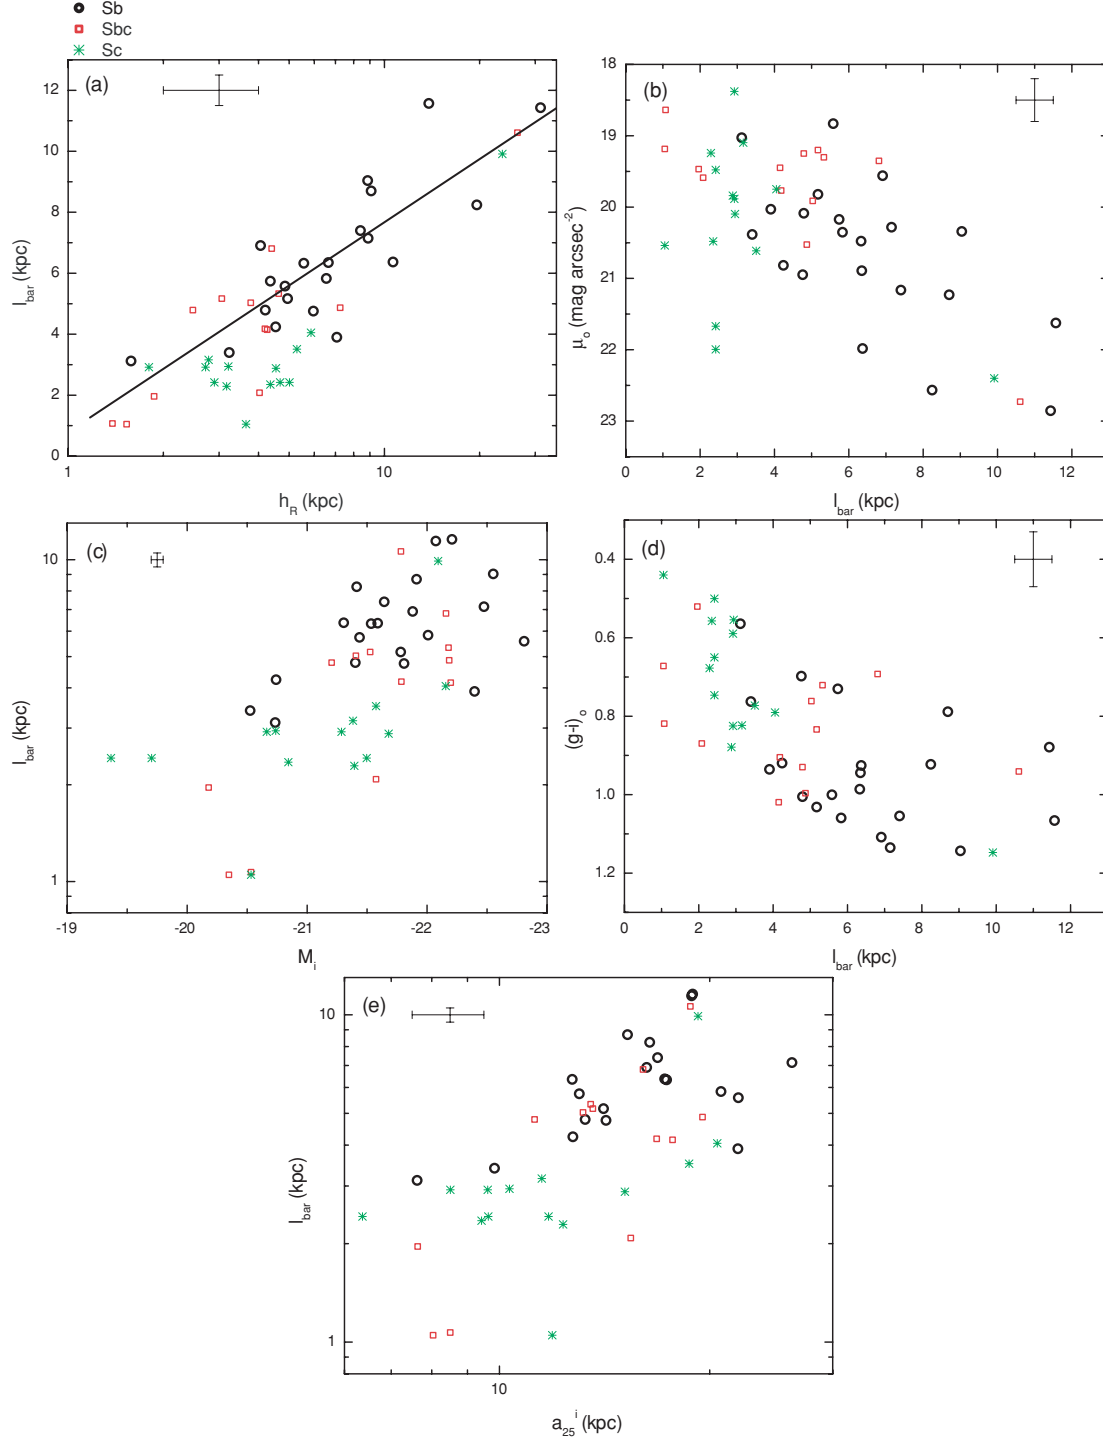 Sb
Sbc
Sc
(a)
12
10
8
6
4
2
0
l_bar (kpc)
1
10
h_R (kpc)
(b)
18
19
20
21
22
23
μ_o (mag arcsec^-2)
0
2
4
6
8
10
12
l_bar (kpc)
(c)
10
1
l_bar (kpc)
-19
-20
-21
-22
-23
M_i
(d)
0.4
0.6
0.8
1.0
1.2
(g-i)_o
0
2
4
6
8
10
12
l_bar (kpc)
(e)
10
1
l_bar (kpc)
10
a_25^i (kpc)